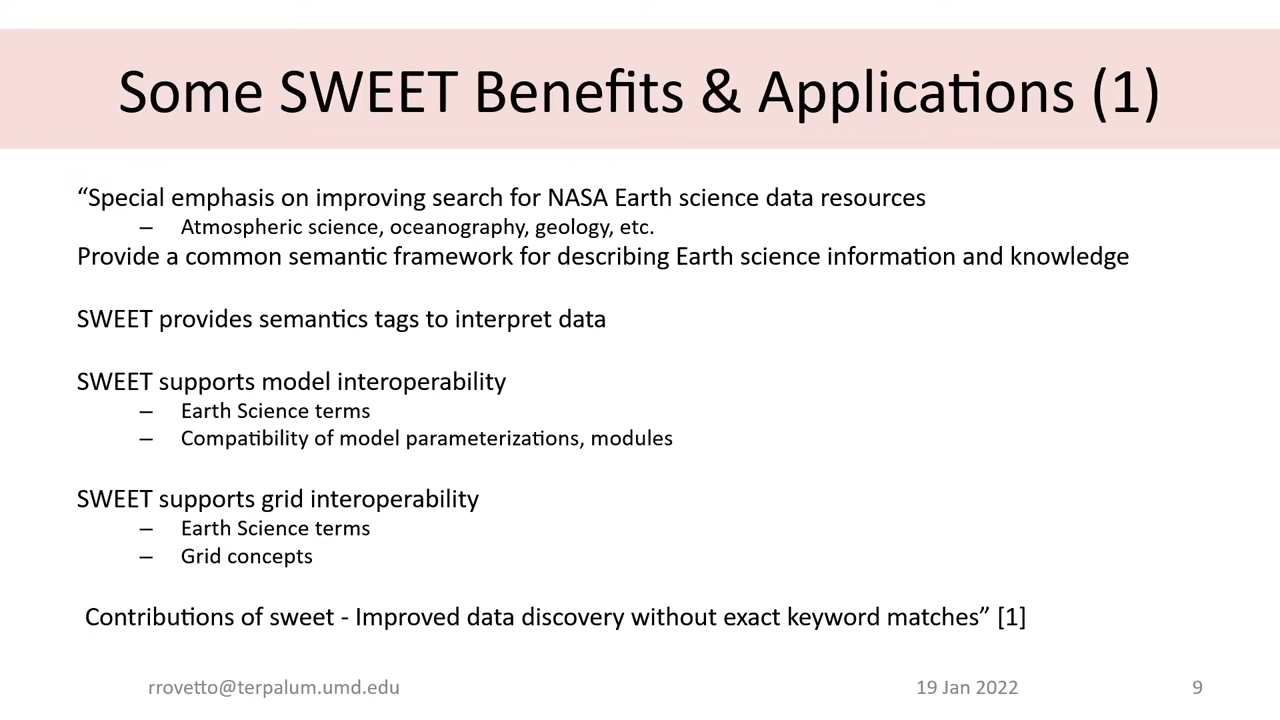 Some SWEET Benefits & Applications (1)
“Special emphasis on improving search for NASA Earth science data resources
– Atmospheric science, oceanography, geology, etc.
Provide a common semantic framework for describing Earth science information and knowledge
SWEET provides semantics tags to interpret data
SWEET supports model interoperability
– Earth Science terms
– Compatibility of model parameterizations, modules
SWEET supports grid interoperability
– Earth Science terms
– Grid concepts
Contributions of sweet - Improved data discovery without exact keyword matches” [1]
rrovetto@terpalum.umd.edu 19 Jan 2022 9